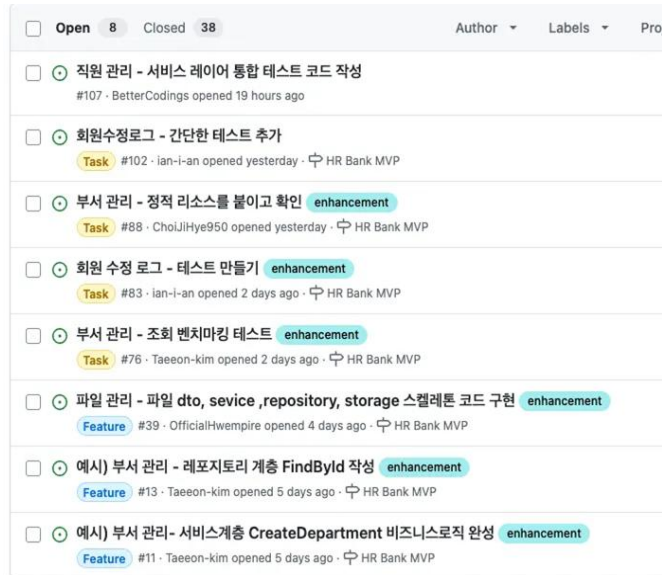 Open 8 Closed 38 Author Labels
직원 관리 - 서비스 레이어 통합 테스트 코드 작성
#107 · BetterCodings opened 19 hours ago
회원수정로그 - 간단한 테스트 추가
Task #102 · ian-i-an opened yesterday · HR Bank MVP
부서 관리 - 정적 리소스를 붙이고 확인 enhancement
Task #88 · ChoiJiHye950 opened yesterday · HR Bank MVP
회원 수정 로그 - 테스트 만들기 enhancement
Task #83 · ian-i-an opened 2 days ago · HR Bank MVP
부서 관리 - 조회 벤치마킹 테스트 enhancement
Task #76 · Taeeon-kim opened 2 days ago · HR Bank MVP
파일 관리 - 파일 dto, sevice ,repository, storage 스켈레톤 코드 구현 enhancement
Feature #39 · OfficialHwempire opened 4 days ago · HR Bank MVP
예시) 부서 관리 - 레포지토리 계층 FindById 작성 enhancement
Feature #13 · Taeeon-kim opened 5 days ago · HR Bank MVP
예시) 부서 관리- 서비스계층 CreateDepartment 비즈니스로직 완성 enhancement
Feature #11 · Taeeon-kim opened 5 days ago · HR Bank MVP